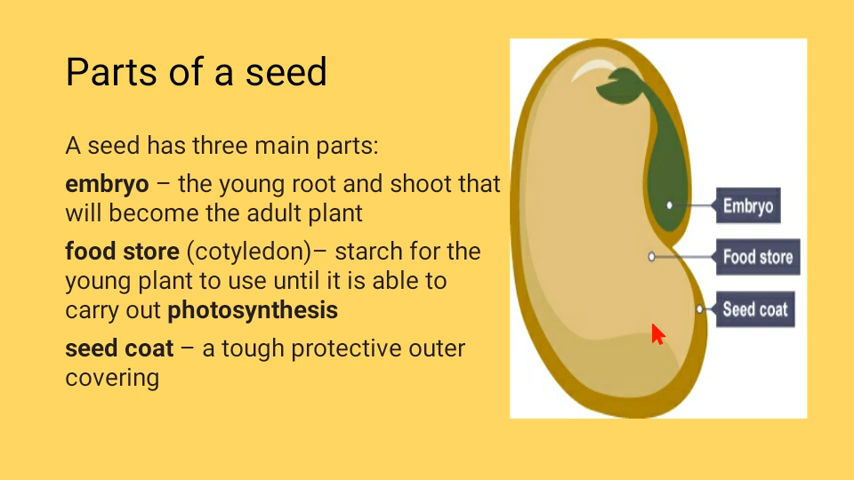 Parts of a seed
A seed has three main parts:
embryo – the young root and shoot that
will become the adult plant
food store (cotyledon)– starch for the
young plant to use until it is able to
carry out photosynthesis
seed coat – a tough protective outer
covering
Embryo
Food store
Seed coat